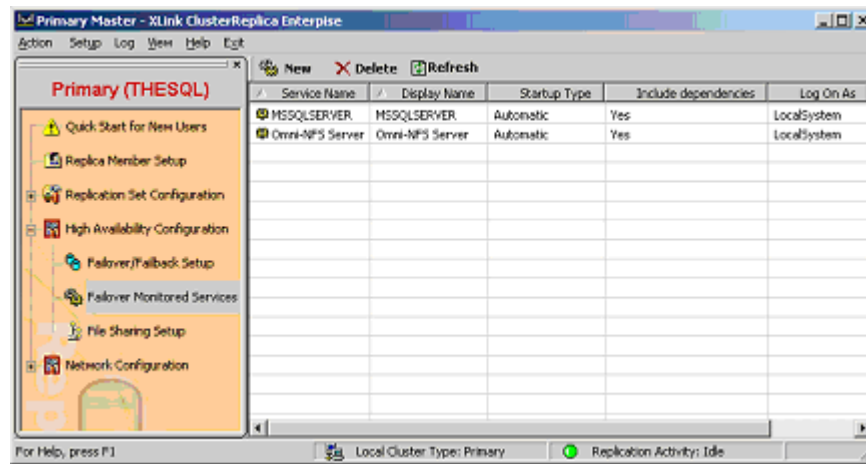 Primary Master - XLink ClusterReplica Enterpise
Action Setup Log View Help Exit
New Delete Refresh
Primary (THESQL)
Service Name Display Name Startup Type Include dependencies Log On As
MSSQLSERVER MSSQLSERVER Automatic Yes LocalSystem
Omni-NFS Server Omni-NFS Server Automatic Yes LocalSystem
Quick Start for New Users
Replica Member Setup
Replication Set Configuration
High Availability Configuration
Failover/Failback Setup
Failover Monitored Services
File Sharing Setup
Network Configuration
Rep
For Help, press F1
Local Cluster Type: Primary
Replication Activity: Idle